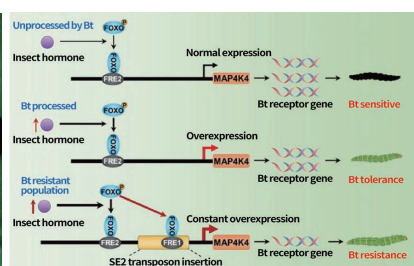 Unprocessed by Bt
FOXO P
Insect hormone
FOXO
FRE2
Normal expression
MAP4K4
Bt receptor gene
Bt sensitive
Bt processed
FOXO P
Insect hormone
FOXO
FRE2
Overexpression
MAP4K4
Bt receptor gene
Bt tolerance
Bt resistant
population
FOXO P
Insect hormone
FOXO
FRE2
FOXO
FRE1
Constant overexpression
MAP4K4
Bt receptor gene
Bt resistance
SE2 transposon insertion